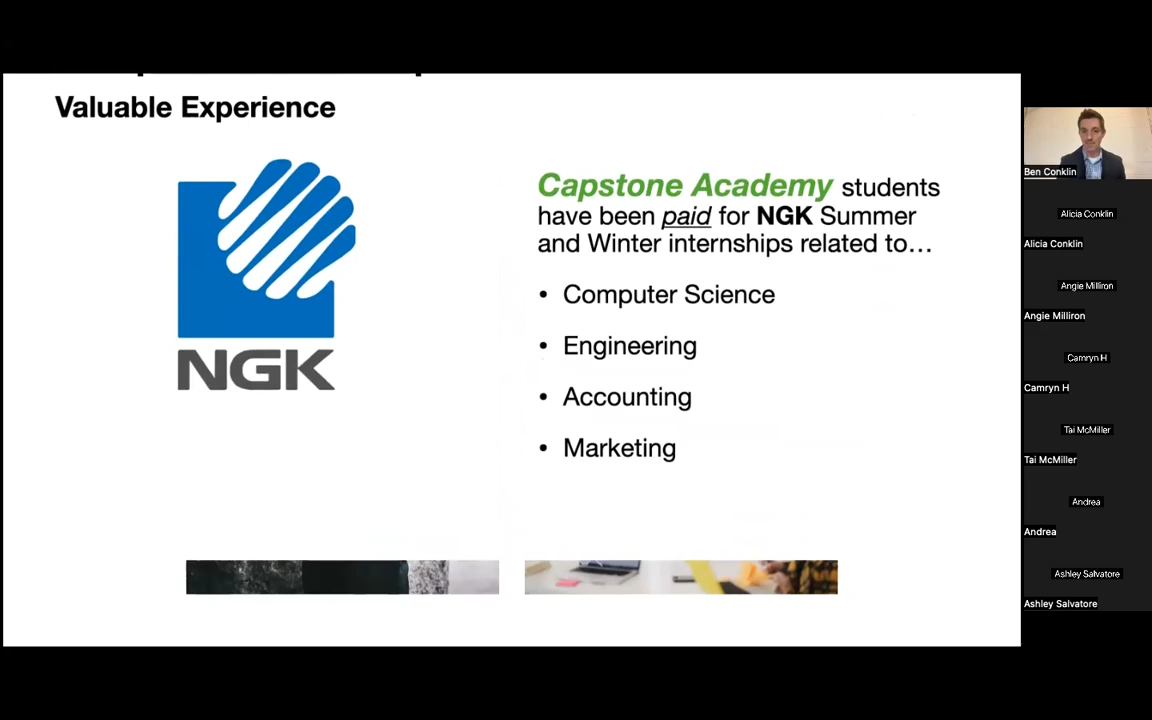 Valuable Experience
NGK
Capstone Academy students
have been paid for NGK Summer
and Winter internships related to…
• Computer Science
• Engineering
• Accounting
• Marketing
Ben Conklin
Alicia Conklin
Alicia Conklin
Angie Milliron
Angie Milliron
Camryn H
Camryn H
Tai McMiller
Tai McMiller
Andrea
Andrea
Ashley Salvatore
Ashley Salvatore